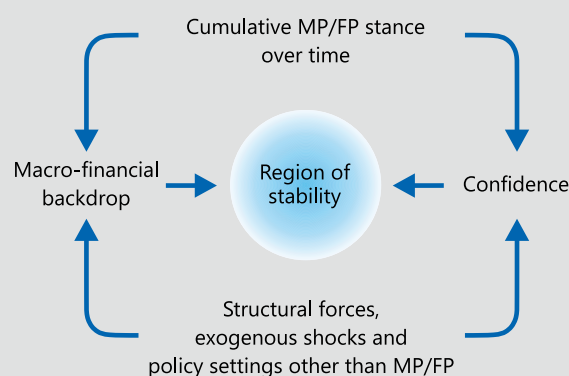 Cumulative MP/FP stance
over time
Macro-financial
backdrop
Region of
stability
Confidence
Structural forces,
exogenous shocks and
policy settings other than MP/FP